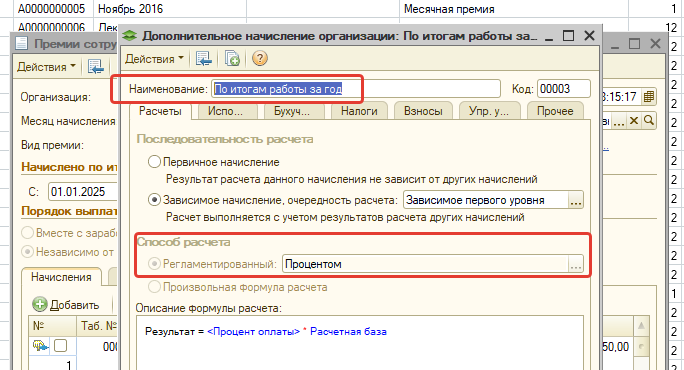 A0000000005 Ноябрь 2016 Месячная премия 1
A0000000006 Дек 12
Премии сотру
Дополнительное начисление организации: По итогам работы за...
Действия
Действия
Наименование: По итогам работы за год Код: 00003
Организация:
3:15:17
Месяц начисления
Вид премии:
Расчеты Испо... Бухуч... Налоги Взносы Упр. у... Прочее
Последовательность расчета
Первичное начисление
Результат расчета данного начисления не зависит от других начислений
Начислено по ит
С: 01.01.2025
Зависимое начисление, очередность расчета: Зависимое первого уровня ...
Расчет выполняется с учетом результатов расчета других начислений
Порядок выплат
Вместе с зараб
Независимо от
Способ расчета
Регламентированный: Процентом ...
Произвольная формула расчета
Начисления
Добавить
Описание формулы расчета:
№ Таб. №
Результат = <Процент оплаты> * Расчетная база
000
50,00
1